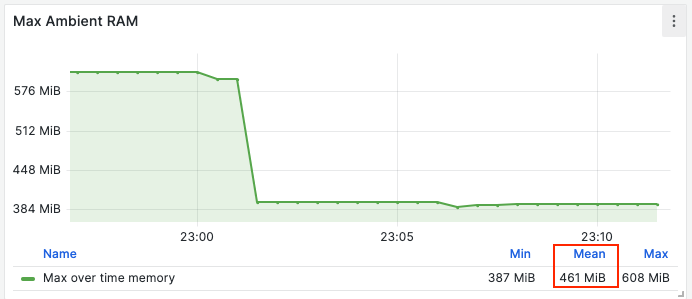 Max Ambient RAM
576 MiB
512 MiB
448 MiB
384 MiB
23:00 23:05 23:10
Name Min Mean Max
Max over time memory 387 MiB 461 MiB 608 MiB